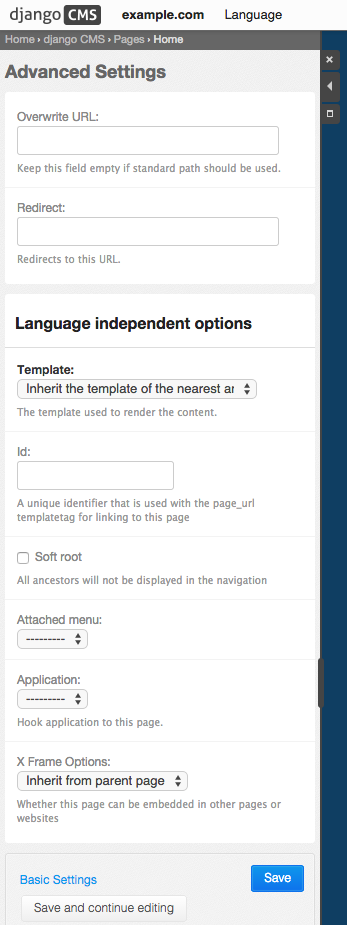 django CMS example.com Language
Home › django CMS › Pages › Home
Advanced Settings
Overwrite URL:
Keep this field empty if standard path should be used.
Redirect:
Redirects to this URL.
Language independent options
Template:
Inherit the template of the nearest
The template used to render the content.
Id:
A unique identifier that is used with the page_url
templatetag for linking to this page
Soft root
All ancestors will not be displayed in the navigation
Attached menu:
---------
Application:
---------
Hook application to this page.
X Frame Options:
Inherit from parent page
Whether this page can be embedded in other pages or
websites
Basic Settings
Save
Save and continue editing